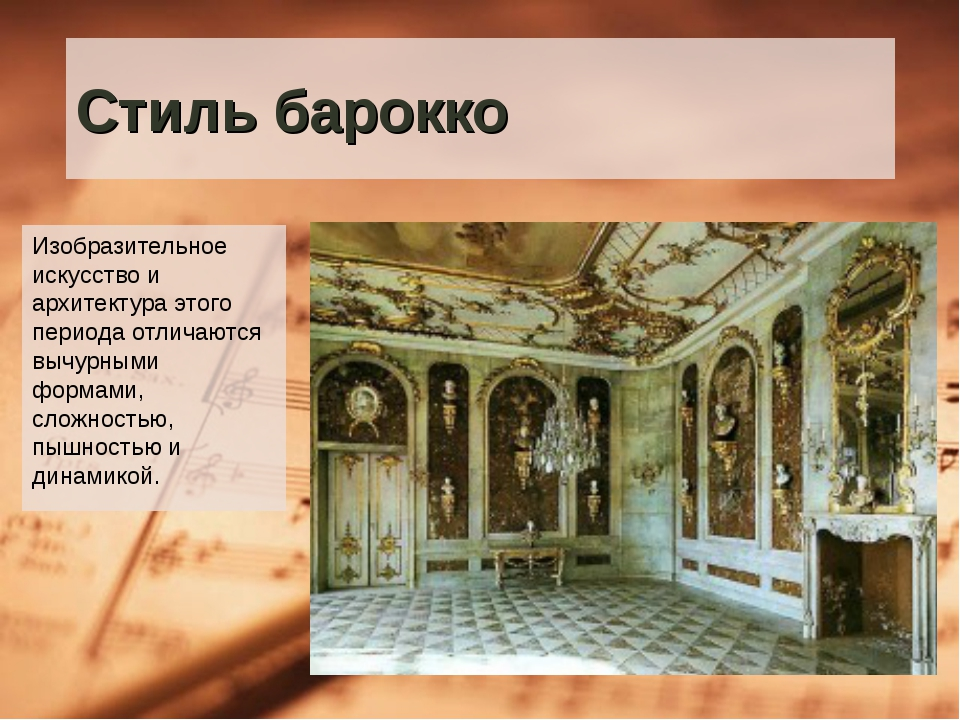 Стиль барокко
Изобразительное
искусство и
архитектура этого
периода отличаются
вычурными
формами,
сложностью,
пышностью и
динамикой.